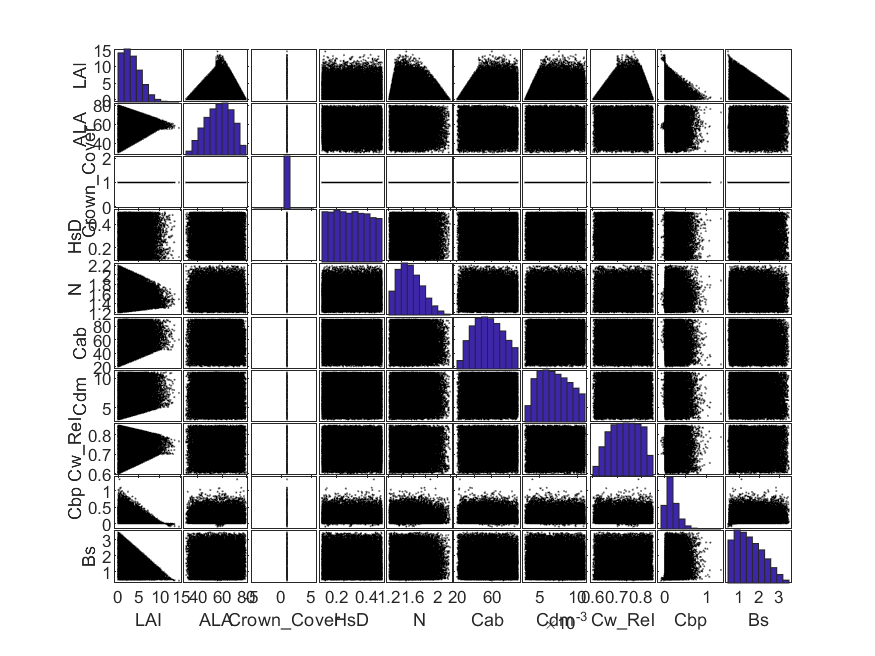 15
10
5
0
LAI
80
60
40
ALA
2
1
0
Crown_Cover
0.4
0.2
HsD
2.2
2
1.8
1.6
1.4
1.2
N
80
60
40
20
Cab
10
5
Cdm
0.8
0.7
0.6
Cw_Rel
1
0.5
0
Cbp
3
2
1
Bs
0 5 10 15 40 60 80 -5 0 5 0.2 0.4 1.2 1.6 2 20 60 5 10 0.6 0.7 0.8 0 1 1 2 3
×10-3
LAI ALA Crown_Cover HsD N Cab Cdm Cw_Rel Cbp Bs